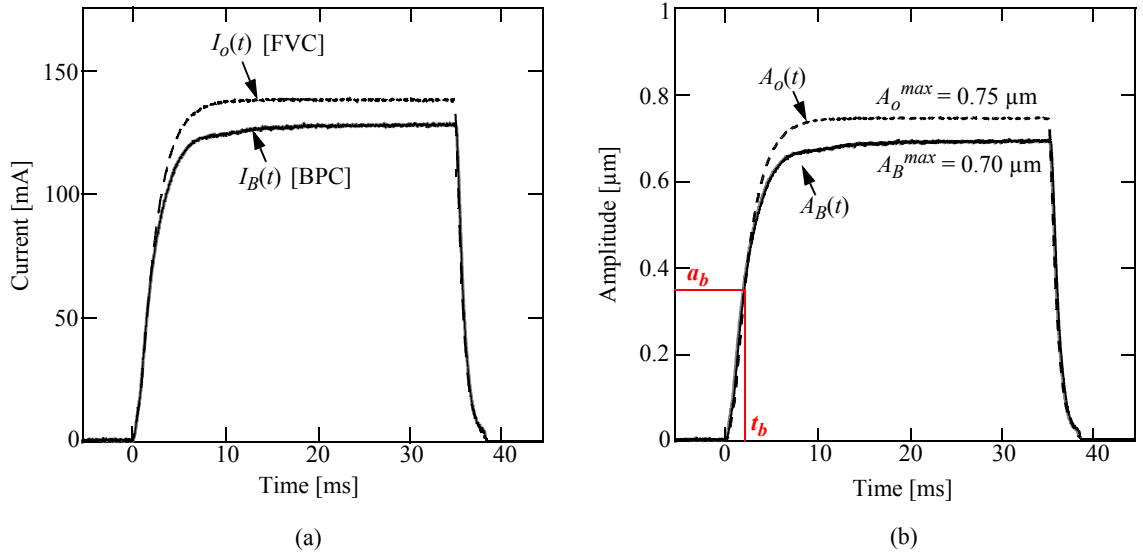 150
100
50
0
0
10
20
30
40
Current [mA]
Time [ms]
I_o(t) [FVC]
I_B(t) [BPC]
(a)
1
0.8
0.6
0.4
0.2
0
0
10
20
30
40
Amplitude [µm]
Time [ms]
A_o(t)
A_o^max = 0.75 µm
A_B^max = 0.70 µm
A_B(t)
a_b
t_b
(b)